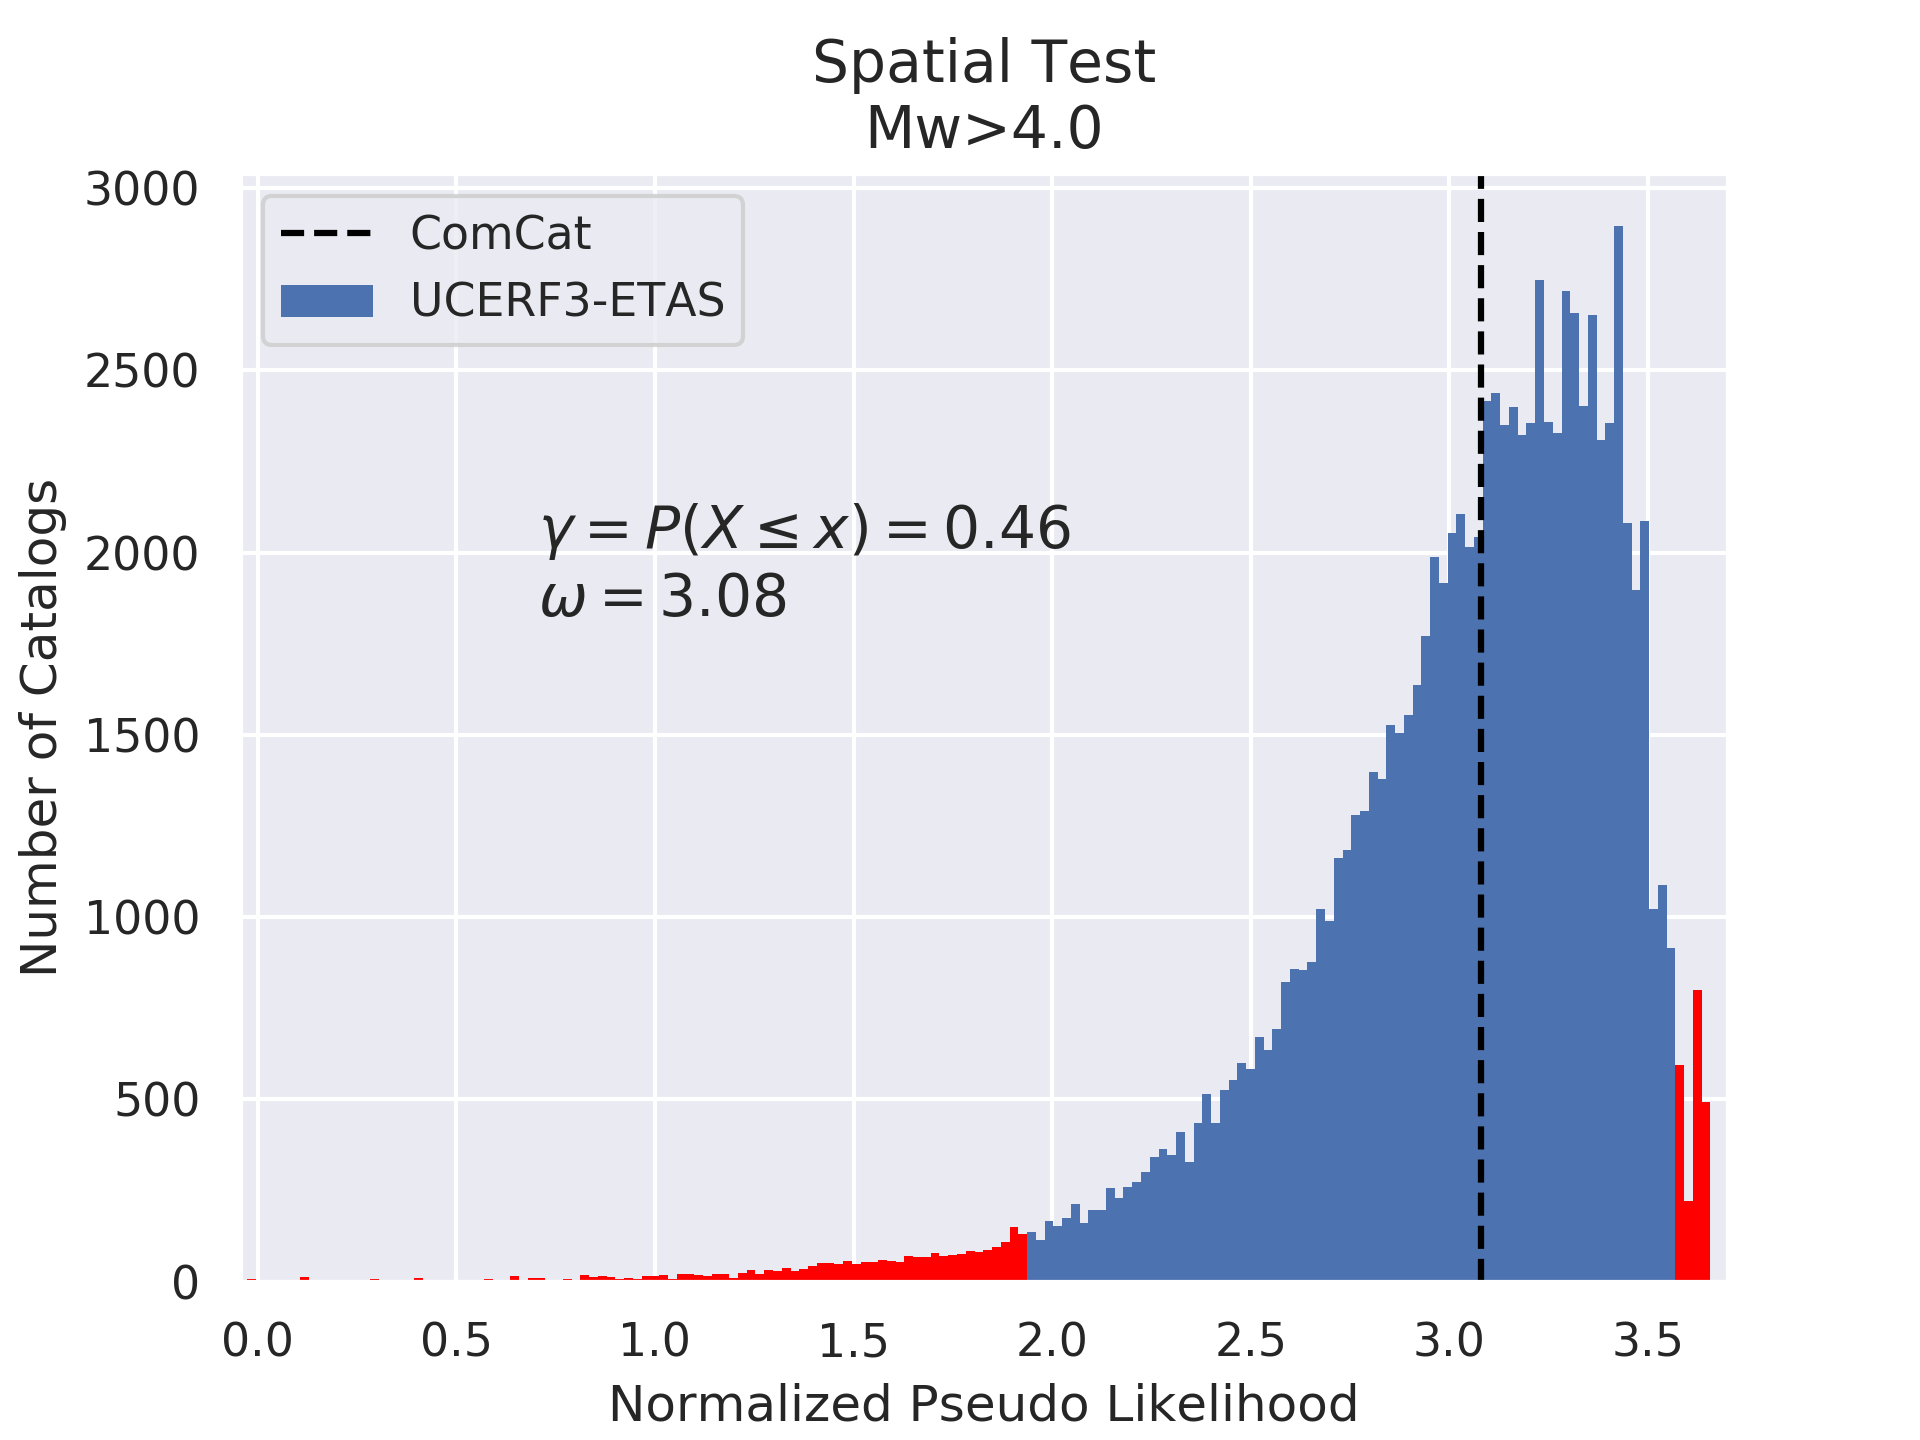 Spatial Test
Mw>4.0
3000
2500
2000
1500
1000
500
0
Number of Catalogs
ComCat
UCERF3-ETAS
γ = P(X ≤ x) = 0.46
ω = 3.08
0.0 0.5 1.0 1.5 2.0 2.5 3.0 3.5
Normalized Pseudo Likelihood